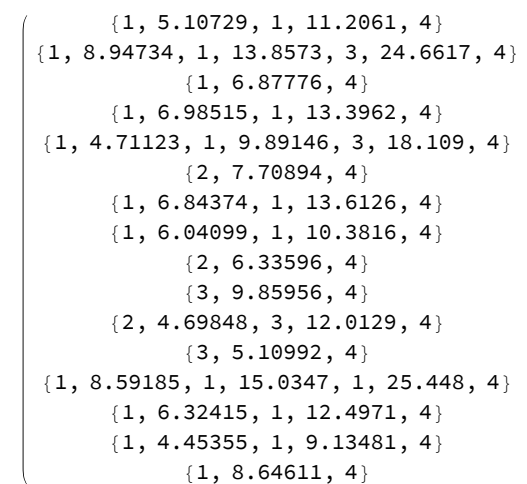 {1, 5.10729, 1, 11.2061, 4}
{1, 8.94734, 1, 13.8573, 3, 24.6617, 4}
{1, 6.87776, 4}
{1, 6.98515, 1, 13.3962, 4}
{1, 4.71123, 1, 9.89146, 3, 18.109, 4}
{2, 7.70894, 4}
{1, 6.84374, 1, 13.6126, 4}
{1, 6.04099, 1, 10.3816, 4}
{2, 6.33596, 4}
{3, 9.85956, 4}
{2, 4.69848, 3, 12.0129, 4}
{3, 5.10992, 4}
{1, 8.59185, 1, 15.0347, 1, 25.448, 4}
{1, 6.32415, 1, 12.4971, 4}
{1, 4.45355, 1, 9.13481, 4}
{1, 8.64611, 4}